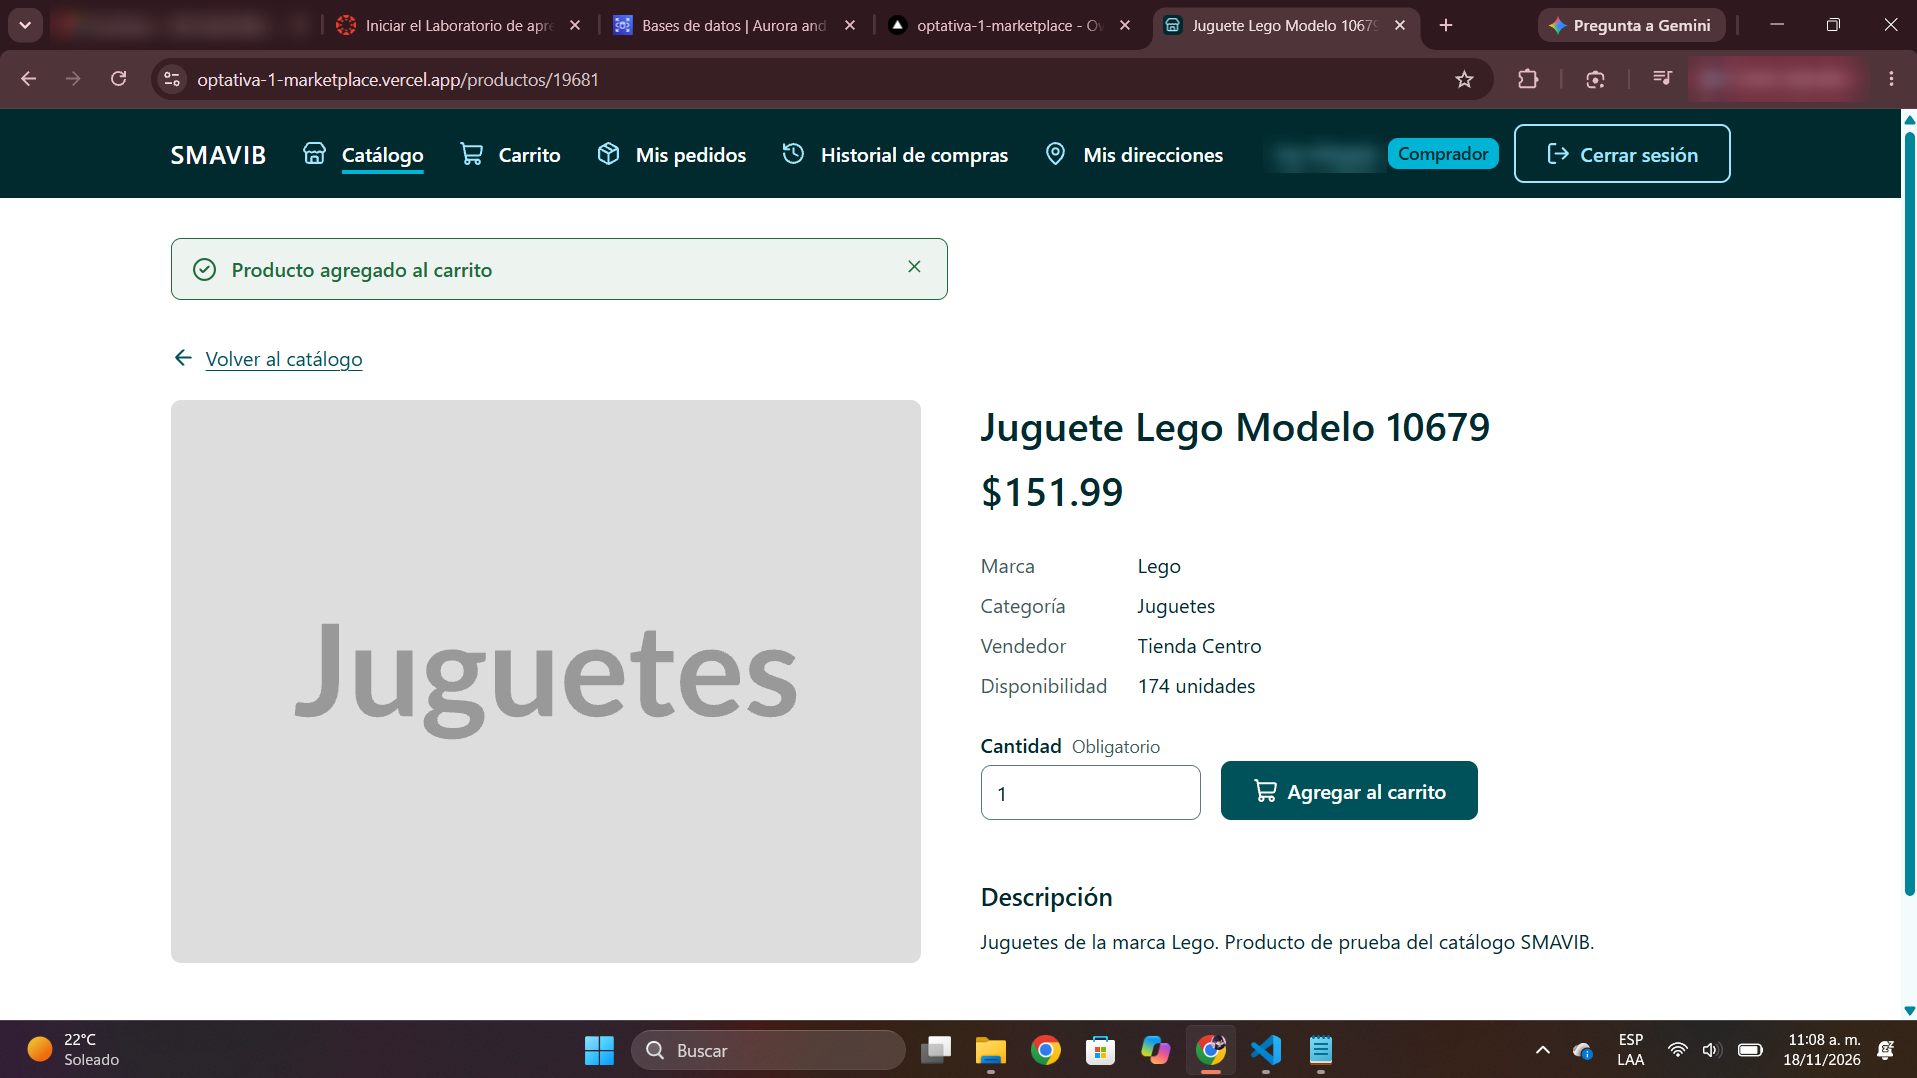 Iniciar el Laboratorio de apre
Bases de datos | Aurora and
optativa-1-marketplace - Ov
Juguete Lego Modelo 10679
Pregunta a Gemini
optativa-1-marketplace.vercel.app/productos/19681
SMAVIB
Catálogo
Carrito
Mis pedidos
Historial de compras
Mis direcciones
Comprador
Cerrar sesión
Producto agregado al carrito
Volver al catálogo
Juguetes
Juguete Lego Modelo 10679
$151.99
Marca Lego
Categoría Juguetes
Vendedor Tienda Centro
Disponibilidad 174 unidades
Cantidad Obligatorio
1
Agregar al carrito
Descripción
Juguetes de la marca Lego. Producto de prueba del catálogo SMAVIB.
22°C
Soleado
Buscar
ESP
LAA
11:08 a. m.
18/11/2026